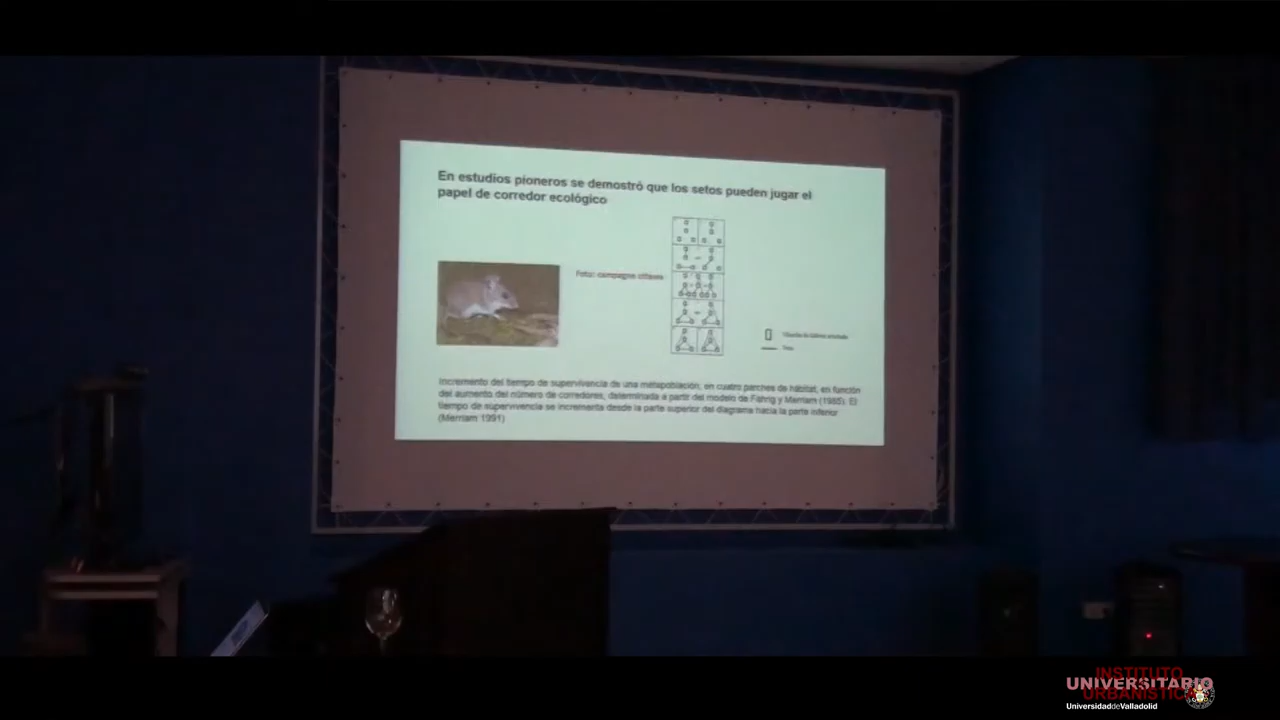 En estudios pioneros se demostró que los setos pueden jugar el
papel de corredor ecológico
Foto: campagnol
Incremento del tiempo de supervivencia de una metapoblación, en cuatro parches de hábitat, en función
del aumento del número de corredores, determinada a partir del modelo de Fahrig y Merriam (1985). El
tiempo de supervivencia se incrementa desde la parte superior del diagrama hacia la parte inferior
(Merriam 1991)
INSTITUTO
UNIVERSITARIO
URBANÍSTICA
UniversidaddeValladolid